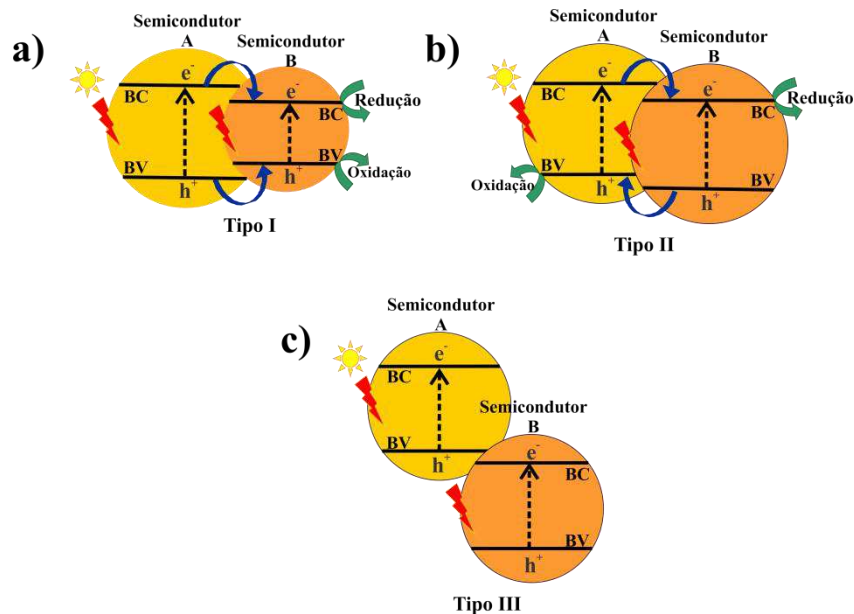 a)
Semicondutor
A
Semicondutor
B
e-
BC
e-
BC
Redução
BV
h+
BV
h+
Oxidação
Tipo I
b)
Semicondutor
A
Semicondutor
B
e-
BC
e-
BC
Redução
BV
h+
Oxidação
BV
h+
Tipo II
c)
Semicondutor
A
e-
BC
Semicondutor
B
BV
h+
e-
BC
BV
h+
Tipo III